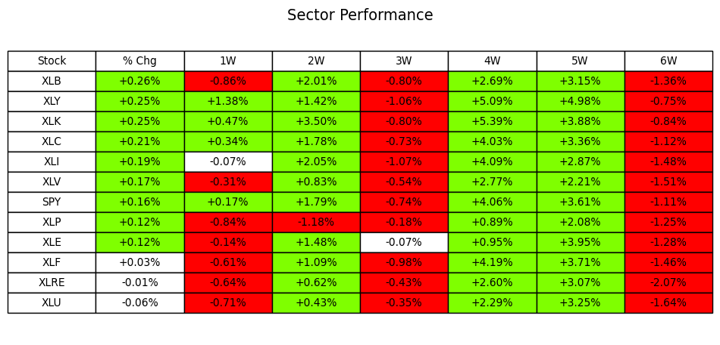 Sector Performance
Stock % Chg 1W 2W 3W 4W 5W 6W
XLB +0.26% -0.86% +2.01% -0.80% +2.69% +3.15% -1.36%
XLY +0.25% +1.38% +1.42% -1.06% +5.09% +4.98% -0.75%
XLK +0.25% +0.47% +3.50% -0.80% +5.39% +3.88% -0.84%
XLC +0.21% +0.34% +1.78% -0.73% +4.03% +3.36% -1.12%
XLI +0.19% -0.07% +2.05% -1.07% +4.09% +2.87% -1.48%
XLV +0.17% -0.31% +0.83% -0.54% +2.77% +2.21% -1.51%
SPY +0.16% +0.17% +1.79% -0.74% +4.06% +3.61% -1.11%
XLP +0.12% -0.84% -1.18% -0.18% +0.89% +2.08% -1.25%
XLE +0.12% -0.14% +1.48% -0.07% +0.95% +3.95% -1.28%
XLF +0.03% -0.61% +1.09% -0.98% +4.19% +3.71% -1.46%
XLRE -0.01% -0.64% +0.62% -0.43% +2.60% +3.07% -2.07%
XLU -0.06% -0.71% +0.43% -0.35% +2.29% +3.25% -1.64%